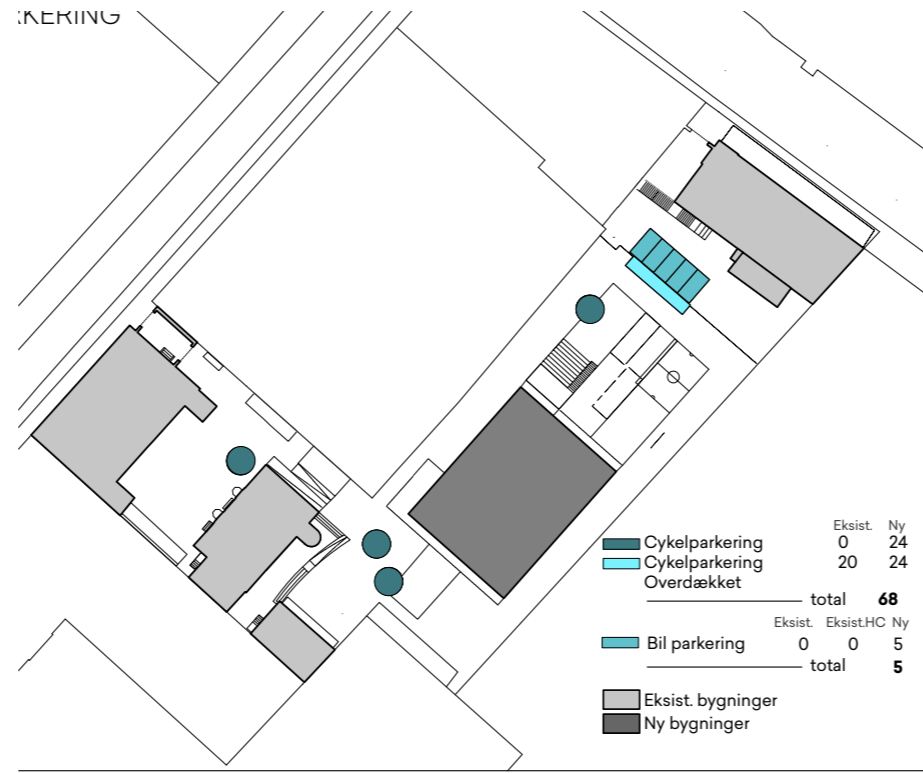 KERING
Eksist. Ny
Cykelparkering 0 24
Cykelparkering 20 24
Overdækket
total 68
Eksist. Eksist.HC Ny
Bil parkering 0 0 5
total 5
Eksist. bygninger
Ny bygninger